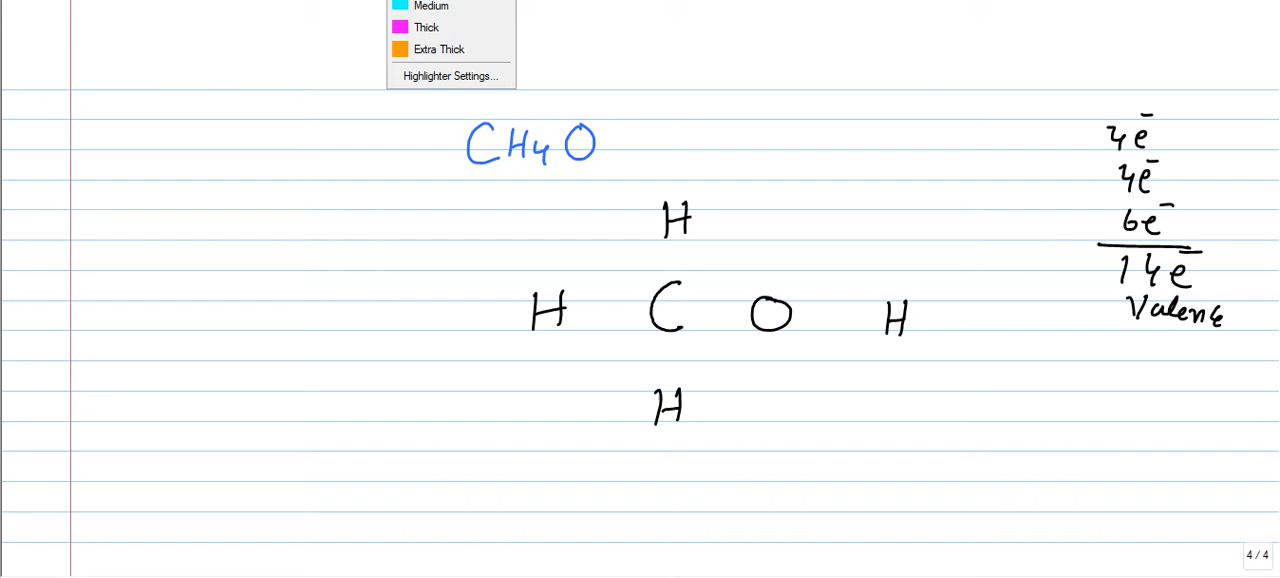 Medium
Thick
Extra Thick
Highlighter Settings...
CH₄O
4e⁻
4e⁻
6e⁻
14e⁻
Valence
H
H C O H
H
4 / 4